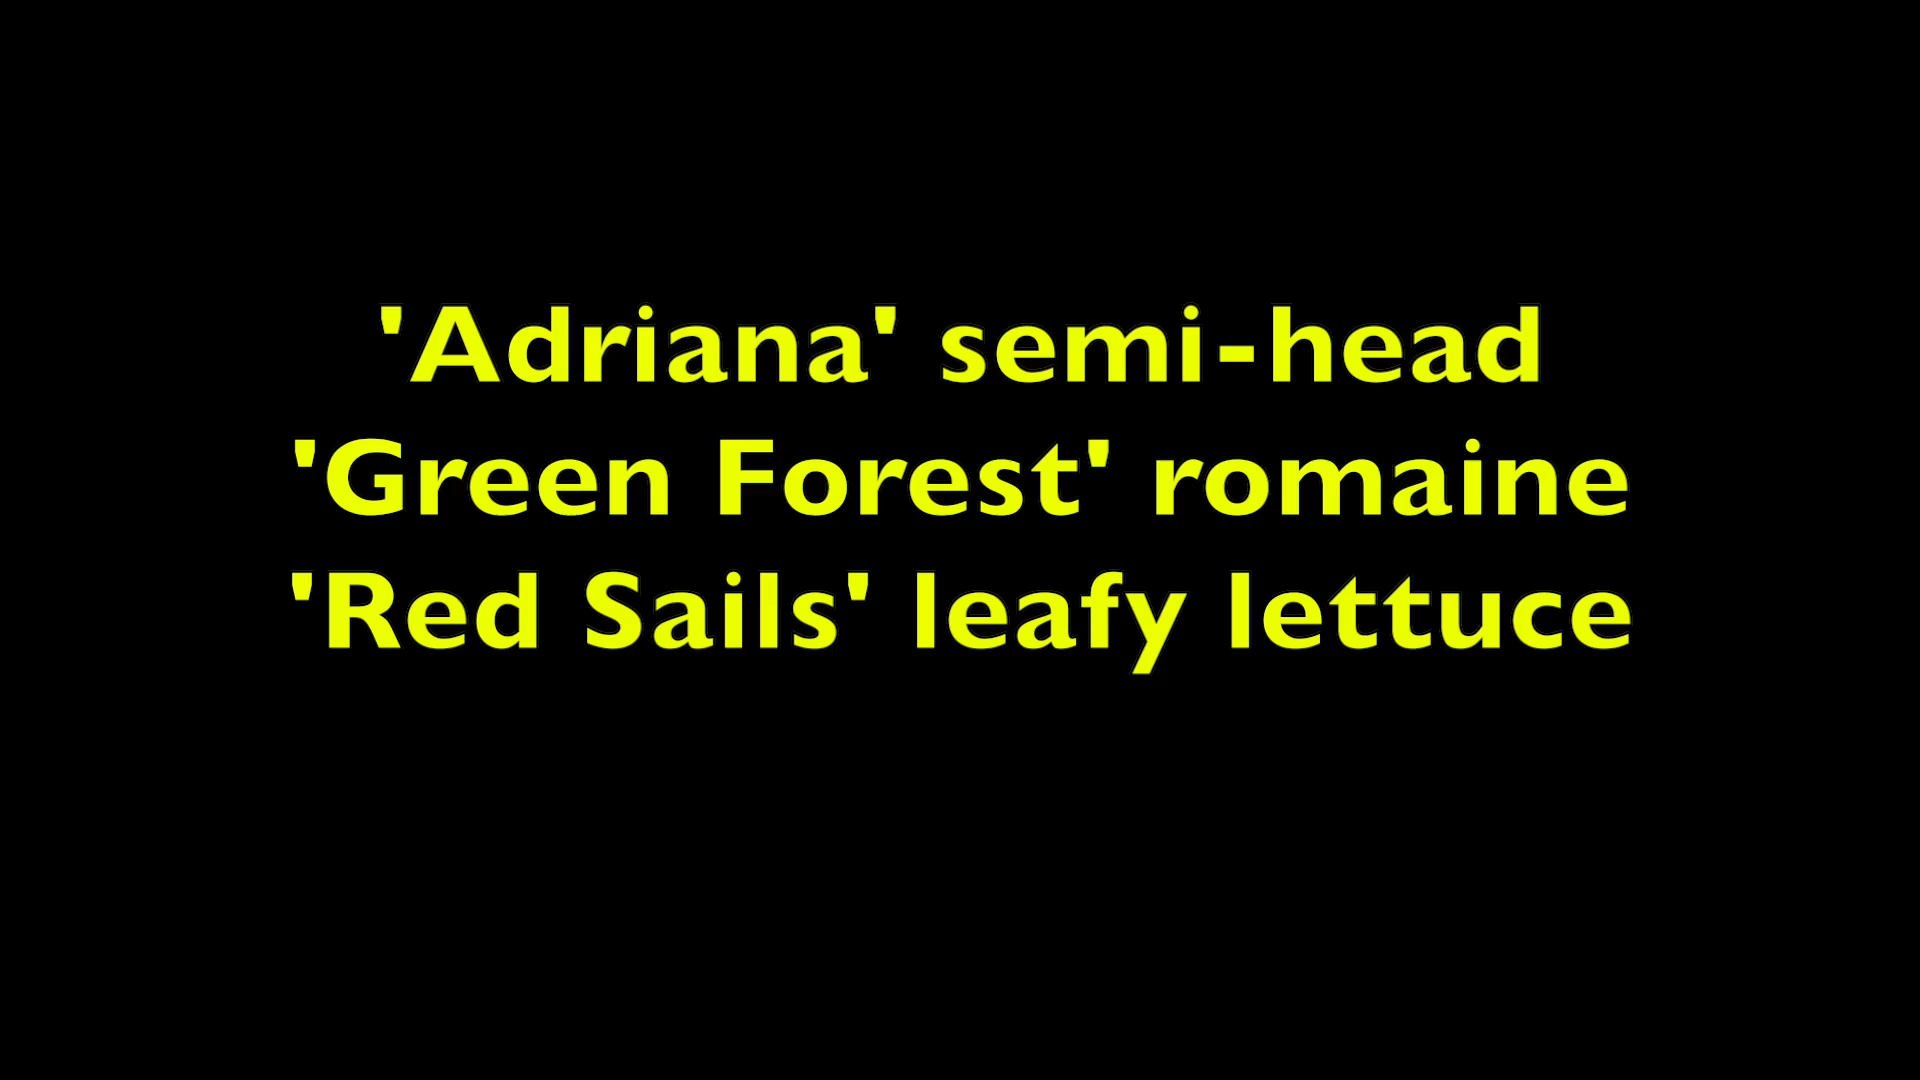 'Adriana' semi-head
'Green Forest' romaine
'Red Sails' leafy lettuce